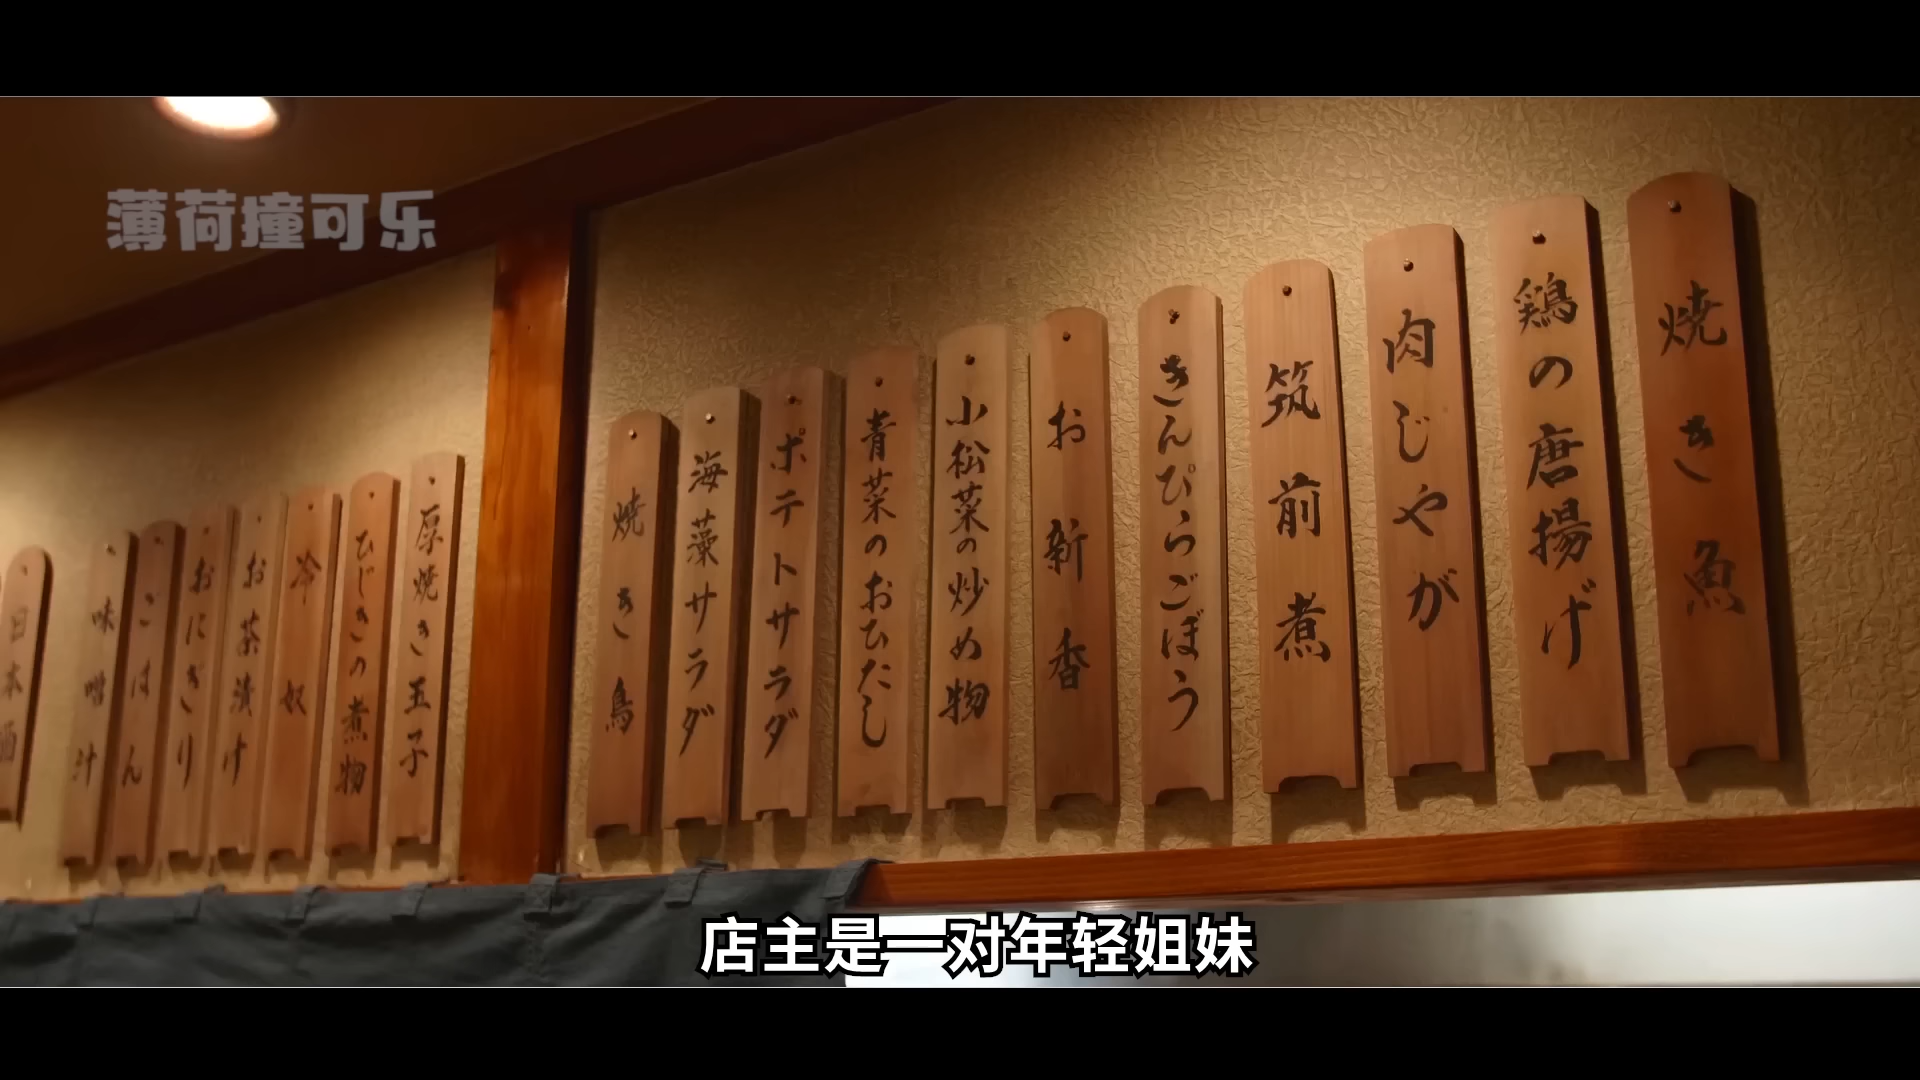 薄荷撞可乐
焼き魚
鶏の唐揚げ
肉じゃが
筑前煮
きんぴらごぼう
お新香
小松菜の炒め物
青菜のおひたし
ポテトサラダ
海藻サラダ
焼き鳥
厚焼き玉子
ひじきの煮物
冷奴
お茶漬け
おにぎり
ごはん
味噌汁
日本酒
店主是一对年轻姐妹